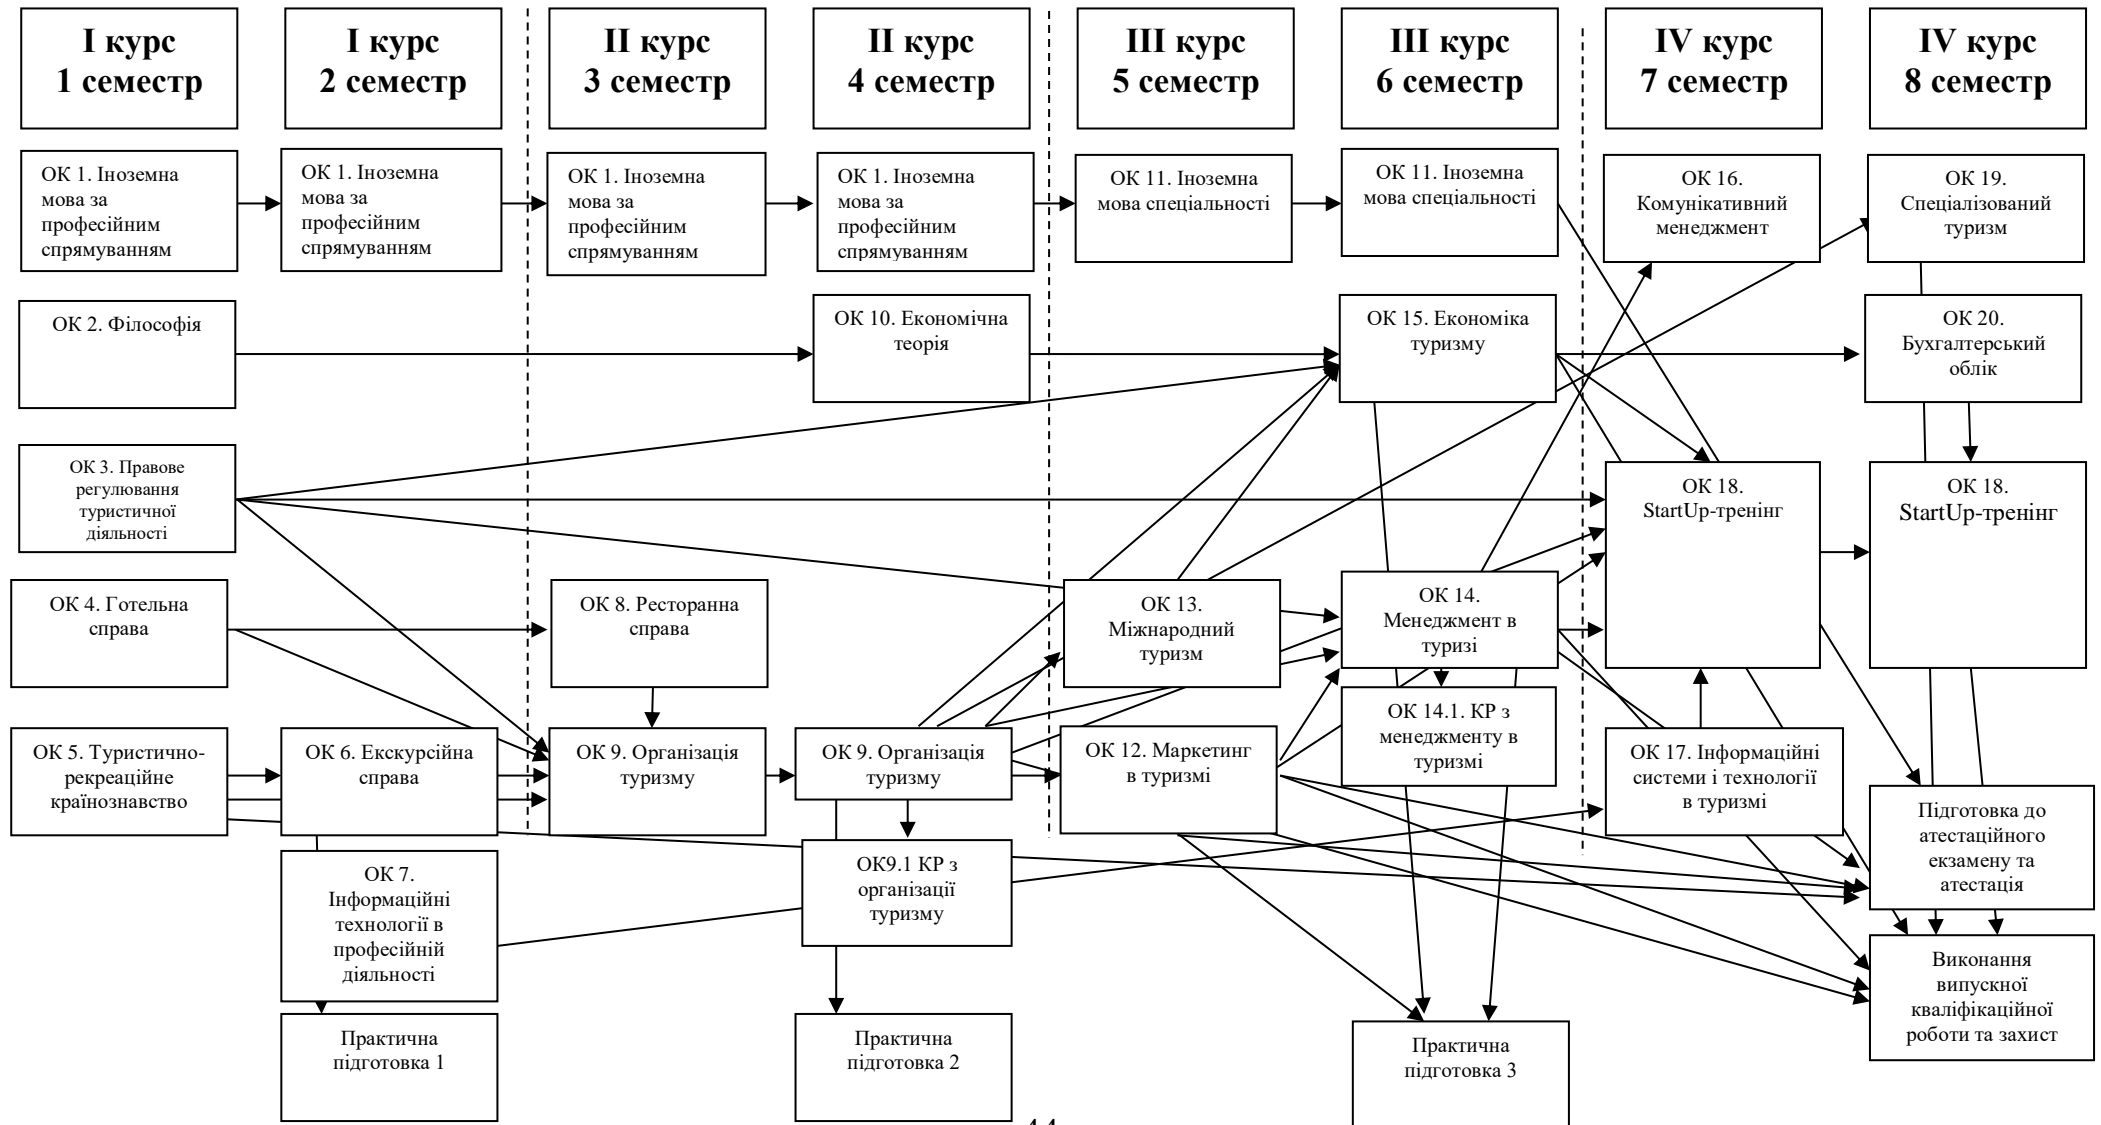 І курс
1 семестр
І курс
2 семестр
ІІ курс
3 семестр
ІІ курс
4 семестр
ІІІ курс
5 семестр
ІІІ курс
6 семестр
IV курс
7 семестр
IV курс
8 семестр
ОК 1. Іноземна
мова за
професійним
спрямуванням
ОК 1. Іноземна
мова за
професійним
спрямуванням
ОК 1. Іноземна
мова за
професійним
спрямуванням
ОК 1. Іноземна
мова за
професійним
спрямуванням
ОК 11. Іноземна
мова спеціальності
ОК 11. Іноземна
мова спеціальності
ОК 16.
Комунікативний
менеджмент
ОК 19.
Спеціалізований
туризм
ОК 2. Філософія
ОК 10. Економічна
теорія
ОК 15. Економіка
туризму
ОК 20.
Бухгалтерський
облік
ОК 3. Правове
регулювання
туристичної
діяльності
ОК 18.
StartUp-тренінг
ОК 18.
StartUp-тренінг
ОК 4. Готельна
справа
ОК 8. Ресторанна
справа
ОК 13.
Міжнародний
туризм
ОК 14.
Менеджмент в
туризі
ОК 14.1. КР з
менеджменту в
туризмі
ОК 5. Туристично-
рекреаційне
країнознавство
ОК 6. Екскурсійна
справа
ОК 9. Організація
туризму
ОК 9. Організація
туризму
ОК 12. Маркетинг
в туризмі
ОК 17. Інформаційні
системи і технології
в туризмі
Підготовка до
атестаційного
екзамену та
атестація
ОК 7.
Інформаційні
технології в
професійній
діяльності
ОК9.1 КР з
організації
туризму
Виконання
випускної
кваліфікаційної
роботи та захист
Практична
підготовка 1
Практична
підготовка 2
Практична
підготовка 3